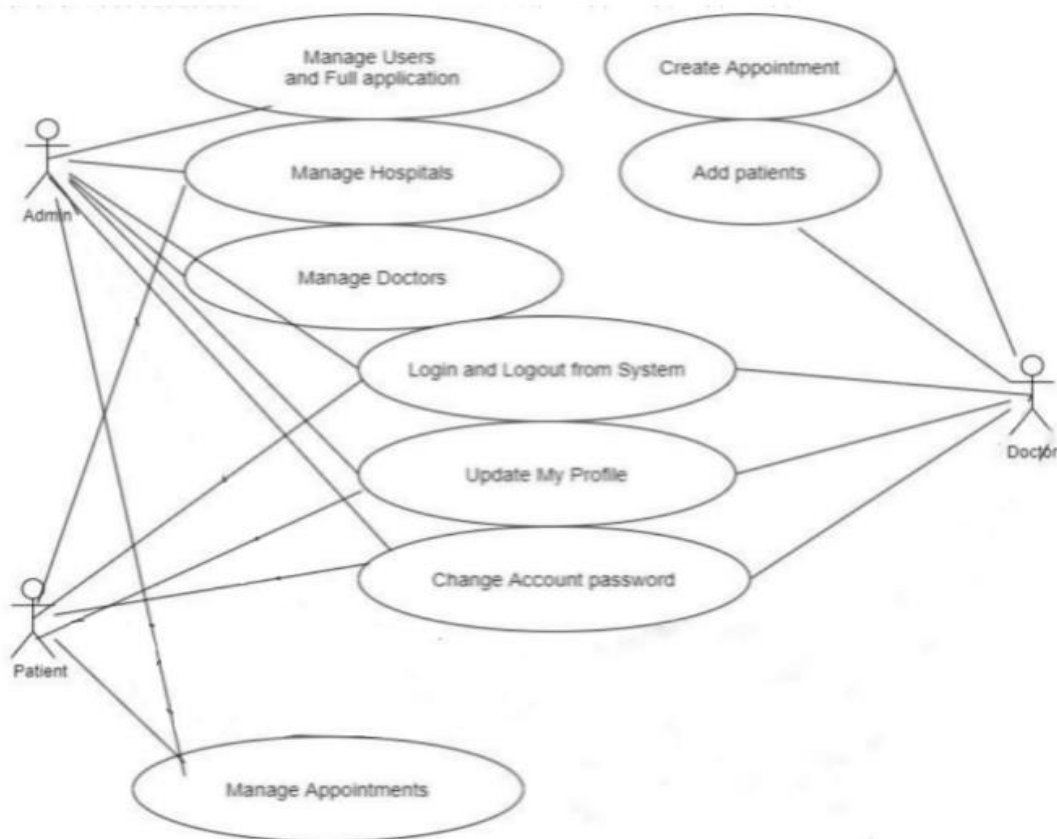 Manage Users
and Full application
Create Appointment
Manage Hospitals
Add patients
Admin
Manage Doctors
Login and Logout from System
Doctor
Update My Profile
Change Account password
Patient
Manage Appointments